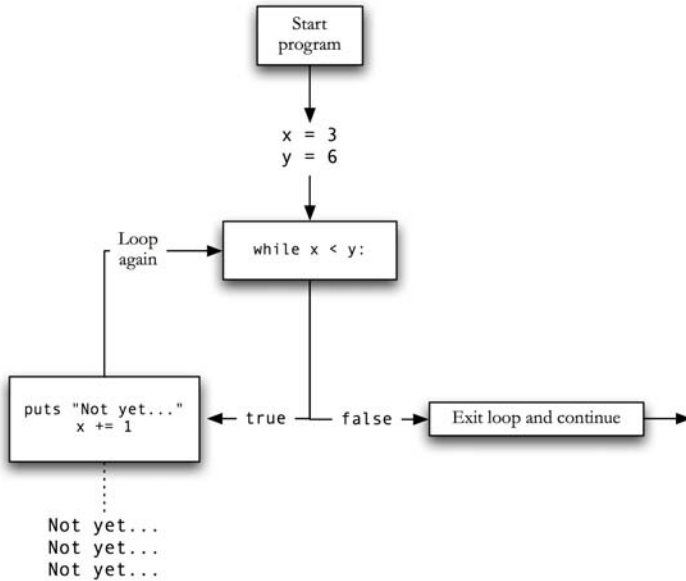 Start
program
x = 3
y = 6
while x < y:
Loop
again
puts "Not yet..."
x += 1
true
false
Exit loop and continue
Not yet...
Not yet...
Not yet...